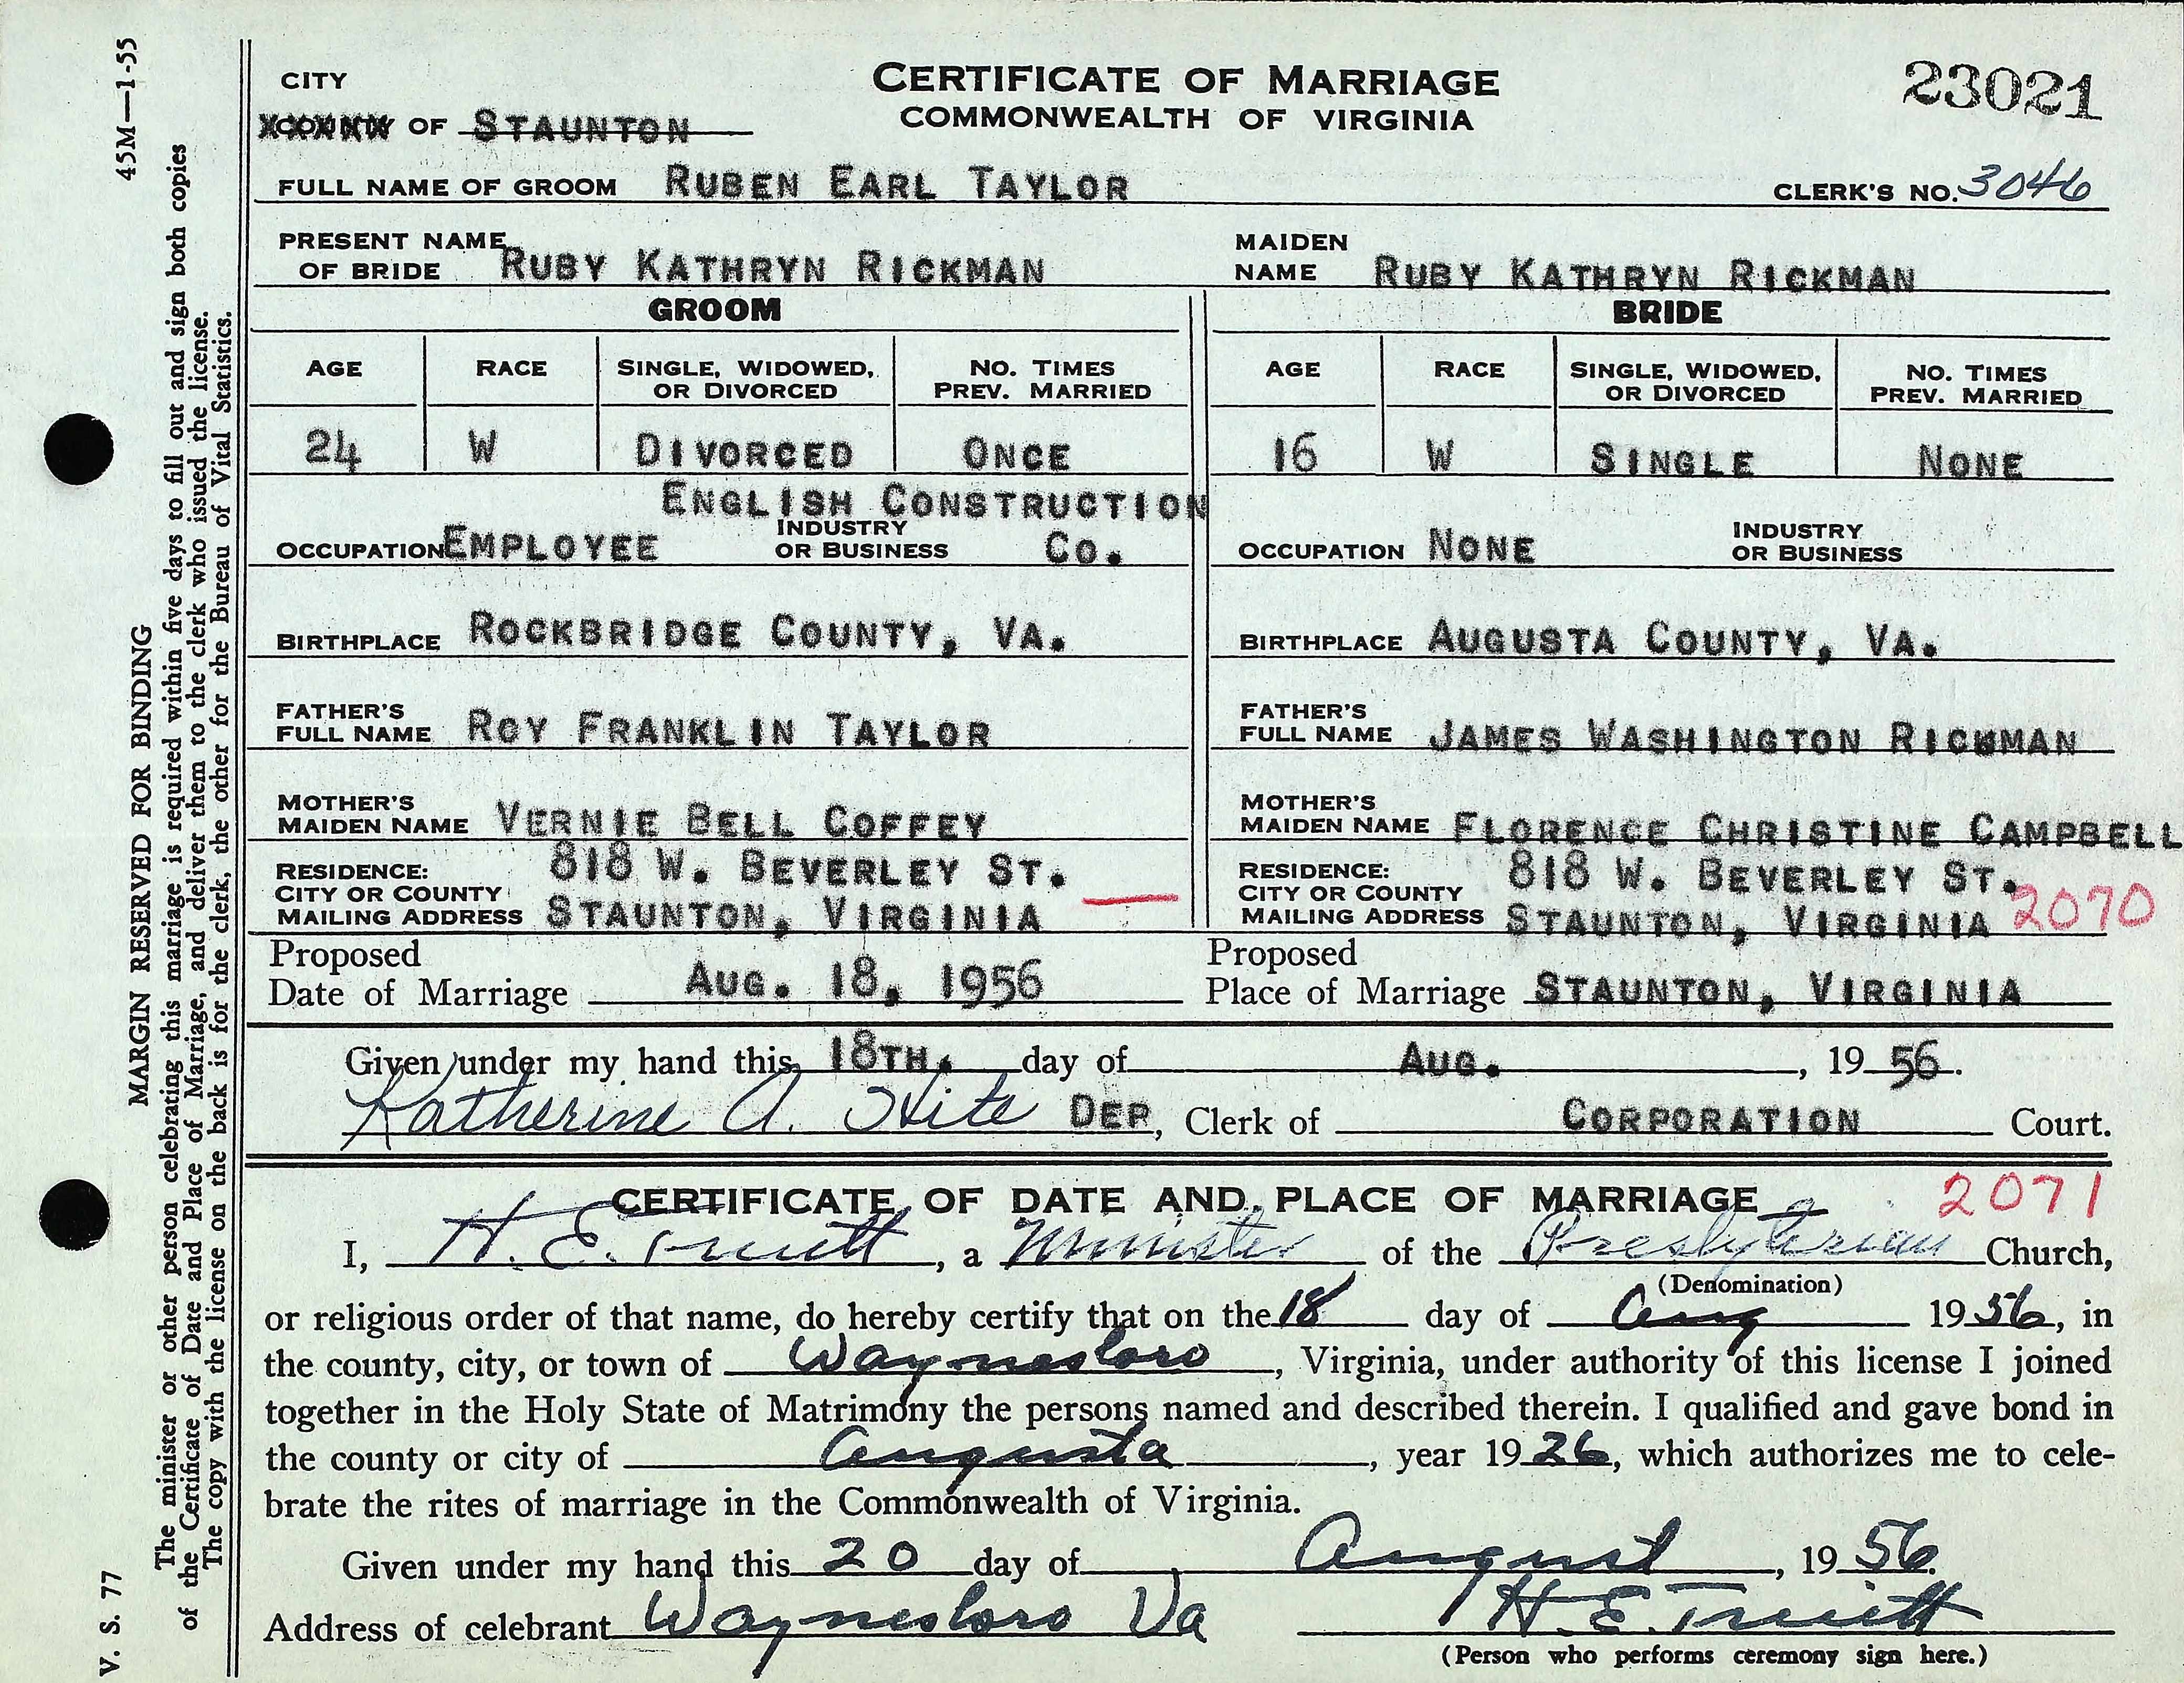 45M—1-55
MARGIN RESERVED FOR BINDING
The minister or other person celebrating this marriage is required within five days to fill out and sign both copies
of the Certificate of Date and Place of Marriage, and deliver them to the clerk who issued the license.
The copy with the license on the back is for the clerk, the other for the Bureau of Vital Statistics.
V. S. 77
CERTIFICATE OF MARRIAGE
COMMONWEALTH OF VIRGINIA
23021
CITY
OF STAUNTON
FULL NAME OF GROOM RUBEN EARL TAYLOR CLERK'S NO. 3046
PRESENT NAME OF BRIDE RUBY KATHRYN RICKMAN MAIDEN NAME RUBY KATHRYN RICKMAN
GROOM BRIDE
AGE RACE SINGLE, WIDOWED, OR DIVORCED NO. TIMES PREV. MARRIED AGE RACE SINGLE, WIDOWED, OR DIVORCED NO. TIMES PREV. MARRIED
24 W DIVORCED ONCE 16 W SINGLE NONE
OCCUPATION EMPLOYEE INDUSTRY OR BUSINESS ENGLISH CONSTRUCTION Co. OCCUPATION NONE INDUSTRY OR BUSINESS
BIRTHPLACE ROCKBRIDGE COUNTY, VA. BIRTHPLACE AUGUSTA COUNTY, VA.
FATHER'S FULL NAME ROY FRANKLIN TAYLOR FATHER'S FULL NAME JAMES WASHINGTON RICKMAN
MOTHER'S MAIDEN NAME VERNIE BELL COFFEY MOTHER'S MAIDEN NAME FLORENCE CHRISTINE CAMPBELL
RESIDENCE: CITY OR COUNTY MAILING ADDRESS 818 W. BEVERLEY ST. STAUNTON, VIRGINIA RESIDENCE: CITY OR COUNTY MAILING ADDRESS 818 W. BEVERLEY ST. STAUNTON, VIRGINIA 2070
Proposed Date of Marriage AUG. 18, 1956 Proposed Place of Marriage STAUNTON, VIRGINIA
Given under my hand this 18TH. day of AUG., 1956.
Katherine A. Hite DEP, Clerk of CORPORATION Court.
CERTIFICATE OF DATE AND PLACE OF MARRIAGE 2071
I, H. E. Truitt, a Minister of the Presbyterian Church,
(Denomination)
or religious order of that name, do hereby certify that on the 18 day of Aug 1956, in
the county, city, or town of Waynesboro, Virginia, under authority of this license I joined
together in the Holy State of Matrimony the persons named and described therein. I qualified and gave bond in
the county or city of Augusta, year 1926, which authorizes me to cele-
brate the rites of marriage in the Commonwealth of Virginia.
Given under my hand this 20 day of August, 1956.
Address of celebrant Waynesboro Va H. E. Truitt
(Person who performs ceremony sign here.)